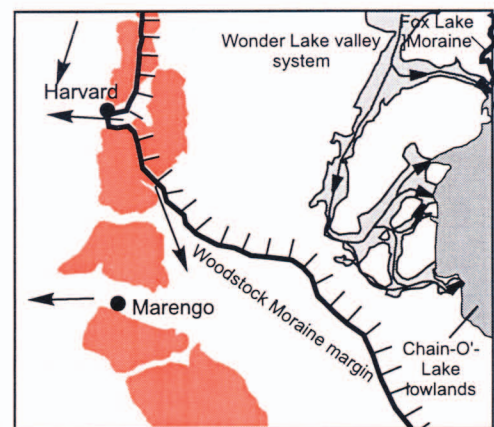 Fox Lake
Moraine
Wonder Lake valley
system
Harvard
Woodstock Moraine margin
Marengo
Chain-O'-
Lake
lowlands